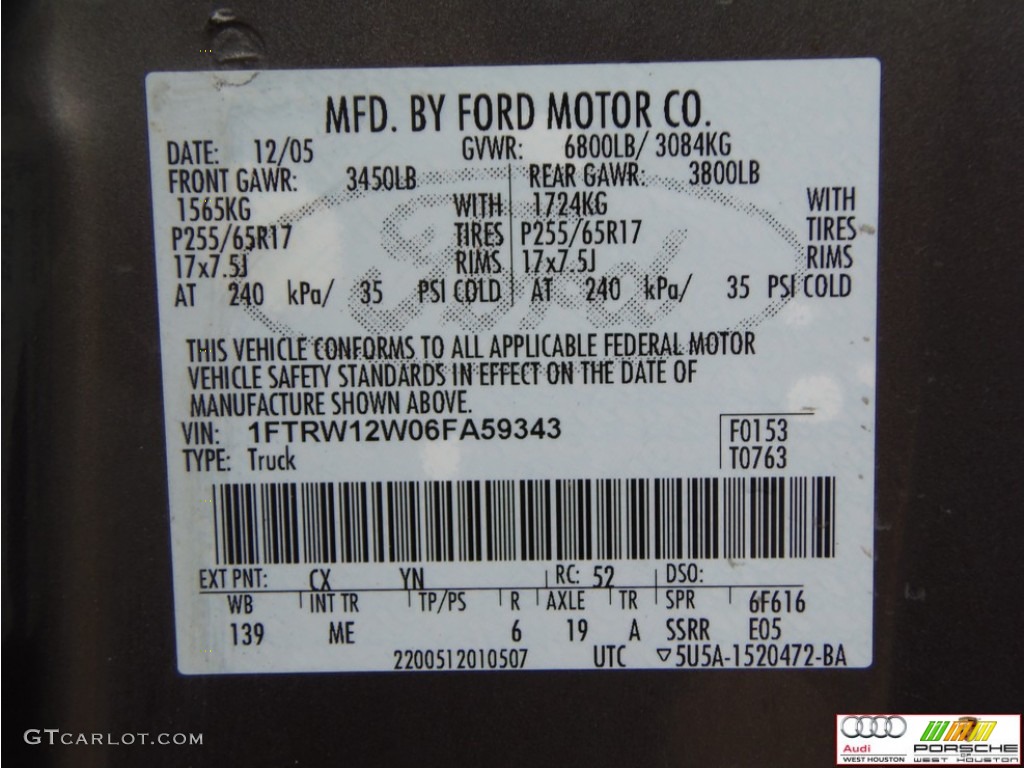 MFD. BY FORD MOTOR CO.
DATE: 12/05 GVWR: 6800LB/ 3084KG
FRONT GAWR: 3450LB REAR GAWR: 3800LB
1565KG WITH 1724KG WITH
P255/65R17 TIRES P255/65R17 TIRES
17x7.5J RIMS 17x7.5J RIMS
AT 240 kPa/ 35 PSI COLD AT 240 kPa/ 35 PSI COLD
Ford
THIS VEHICLE CONFORMS TO ALL APPLICABLE FEDERAL MOTOR
VEHICLE SAFETY STANDARDS IN EFFECT ON THE DATE OF
MANUFACTURE SHOWN ABOVE.
VIN: 1FTRW12W06FA59343 F0153
TYPE: Truck T0763
EXT PNT: CX YN RC: 52 DSO:
WB INT TR TP/PS R AXLE TR SPR 6F616
139 ME 6 19 A SSRR E05
2200512010507 UTC ▽5U5A-1520472-BA
GTCARLOT.COM
Audi
WEST HOUSTON
PORSCHE
OF
WEST HOUSTON